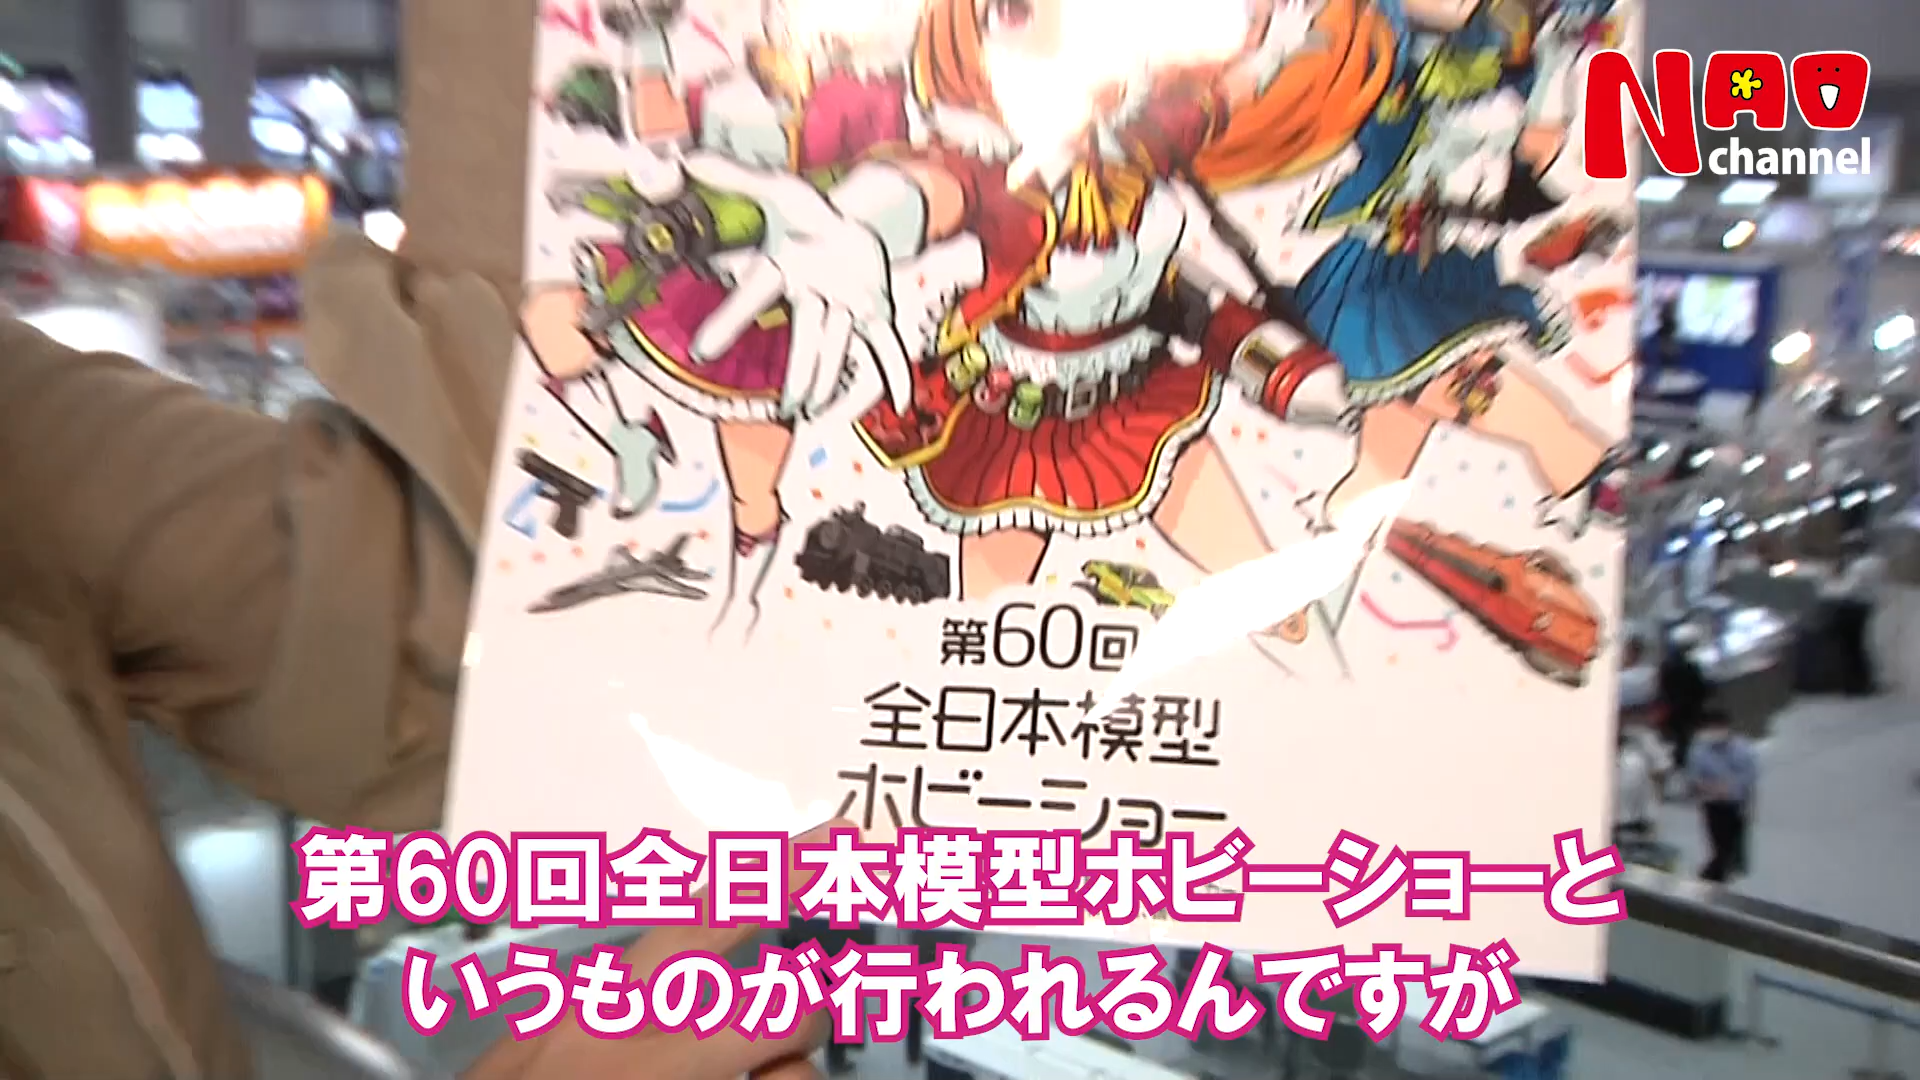 NAO
channel
第60回
全日本模型
ホビーショー
第60回全日本模型ホビーショーと
いうものが行われるんですが